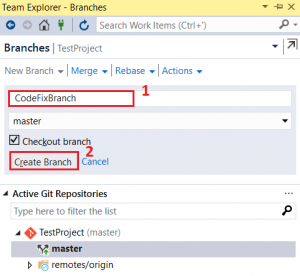 Team Explorer - Branches
Search Work Items (Ctrl+')
Branches | TestProject
New Branch | Merge | Rebase | Actions
CodeFixBranch 1
master
Checkout branch
2
Create Branch Cancel
Active Git Repositories
Type here to filter the list
TestProject (master)
master
remotes/origin